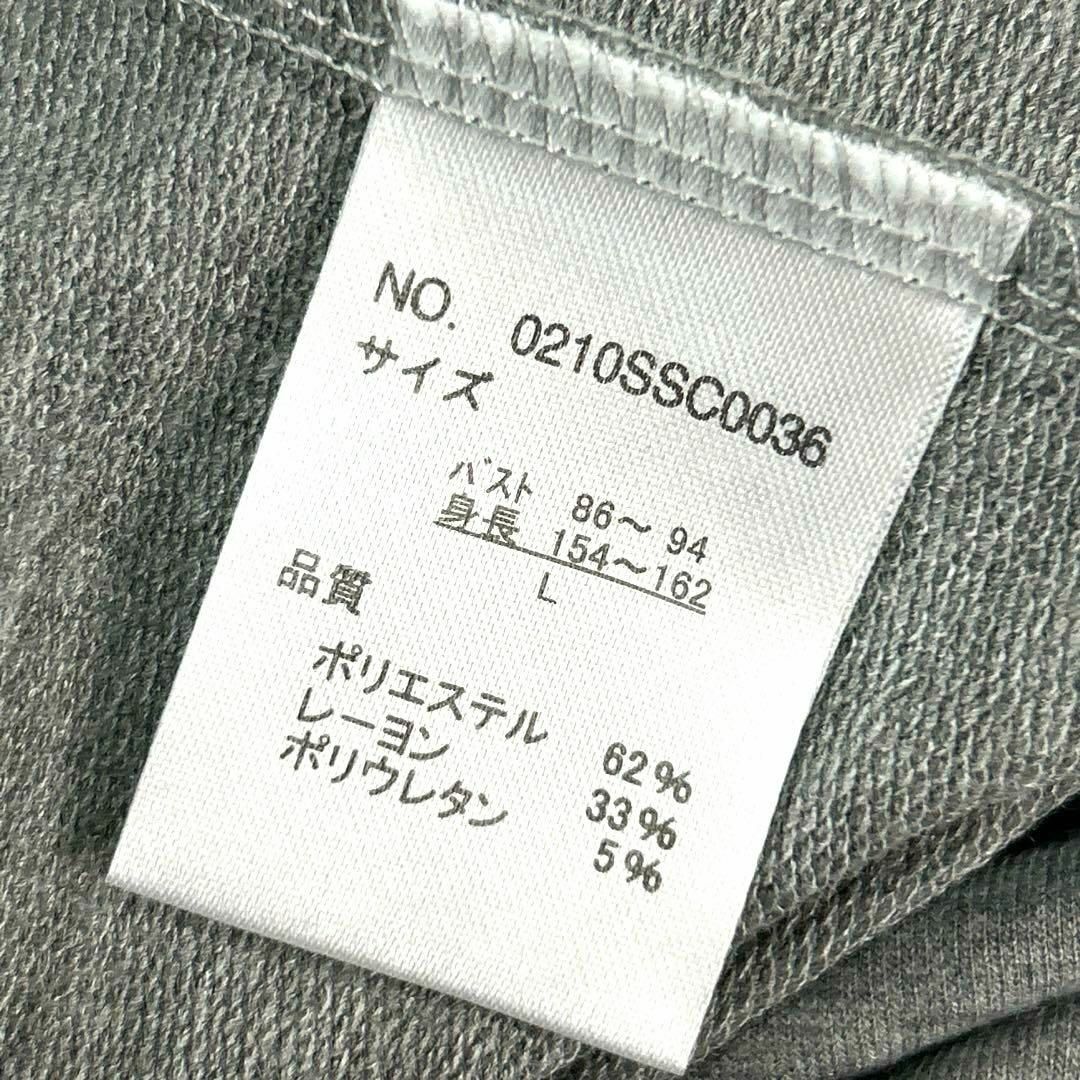 NO. 0210SSC0036
サイズ
バスト 86～ 94
身長 154～162
L
品質
ポリエステル 62%
レーヨン 33%
ポリウレタン 5%